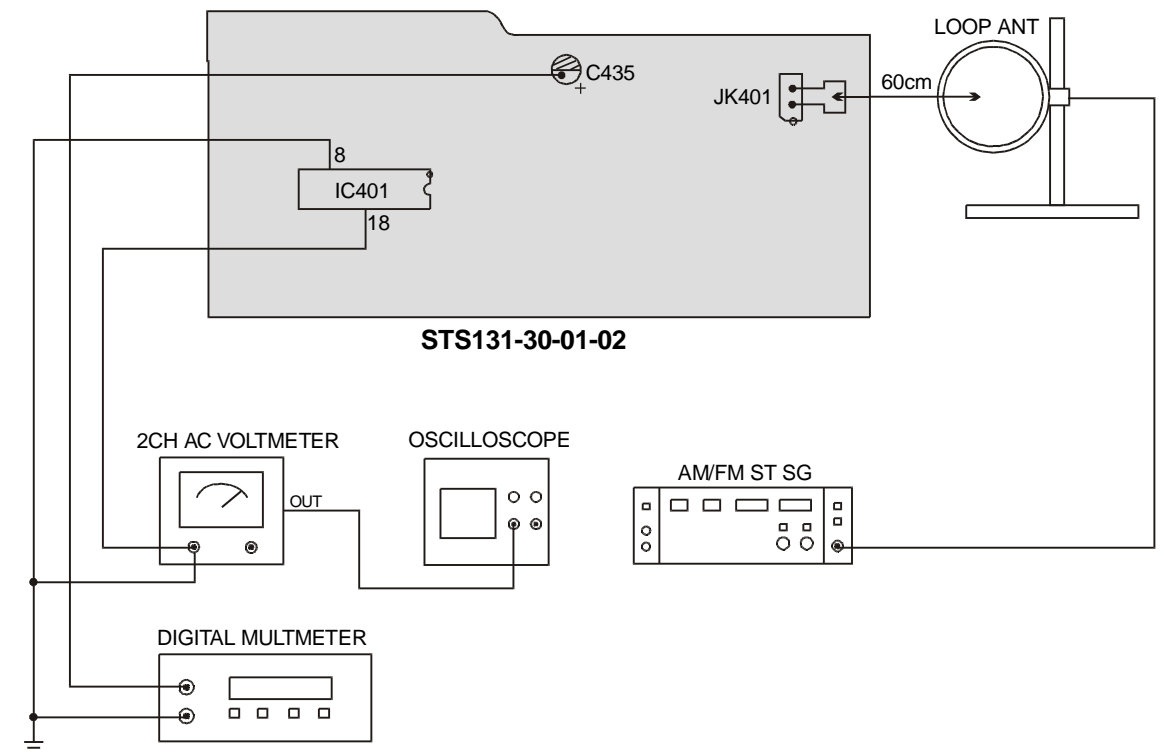 LOOP ANT
C435
+
JK401
60cm
8
IC401
18
STS131-30-01-02
2CH AC VOLTMETER
OUT
OSCILLOSCOPE
AM/FM ST SG
DIGITAL MULTMETER